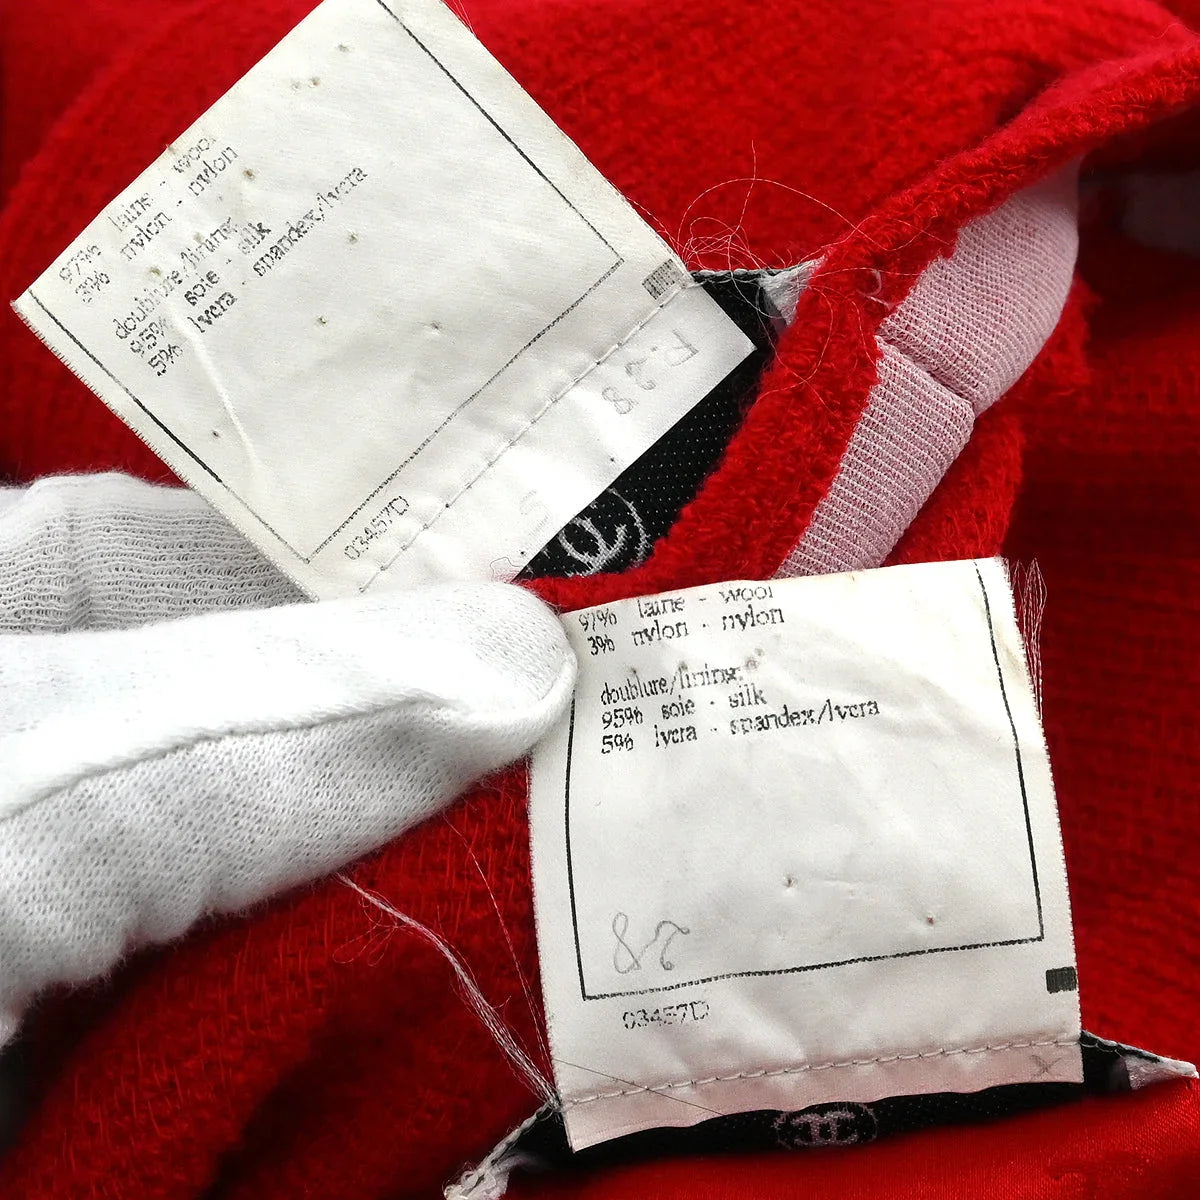 97% laine - wool
3% nylon - nylon
doublure/lining
95% soie - silk
5% lycra - spandex/lycra
P.28
03457D
97% laine - wool
3% nylon - nylon
doublure/lining:
95% soie - silk
5% lycra - spandex/lycra
03457D
X